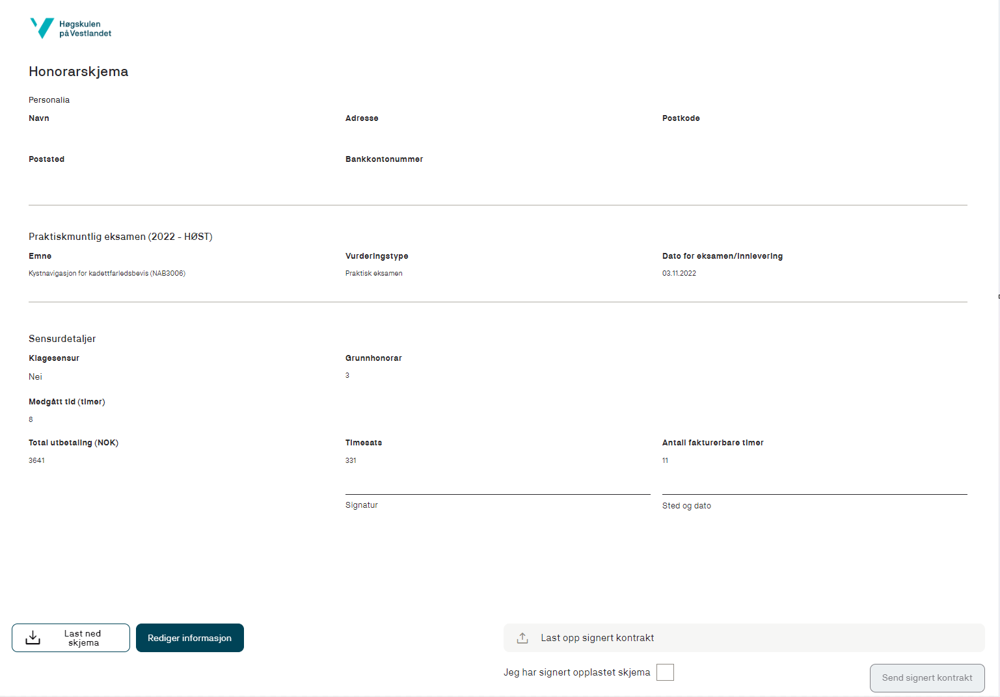 Høgskulen
på Vestlandet
Honorarskjema
Personalia
Navn Adresse Postkode
Poststed Bankkontonummer
Praktiskmuntlig eksamen (2022 - HØST)
Emne Vurderingstype Dato for eksamen/innlevering
Kystnavigasjon for kadettfarledsbevis (NAB3006) Praktisk eksamen 03.11.2022
Sensurdetaljer
Klagesensur Grunnhonorar
Nei 3
Medgått tid (timer)
8
Total utbetaling (NOK) Timesats Antall fakturerbare timer
3641 331 11
Signatur Sted og dato
Last ned
skjema
Rediger informasjon
Last opp signert kontrakt
Jeg har signert opplastet skjema
Send signert kontrakt